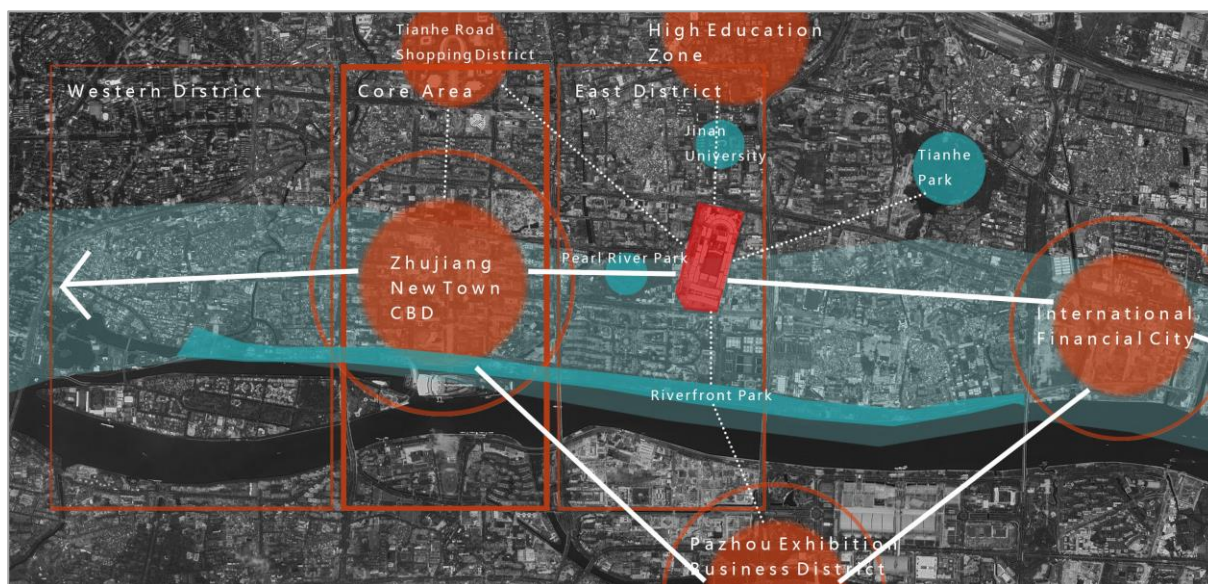 Tianhe Road
Shopping District
High Education
Zone
Western District
Core Area
East District
Jinan
University
Tianhe
Park
Pearl River Park
Zhujiang
New Town
CBD
International
Financial City
Riverfront Park
Pazhou Exhibition
Business District